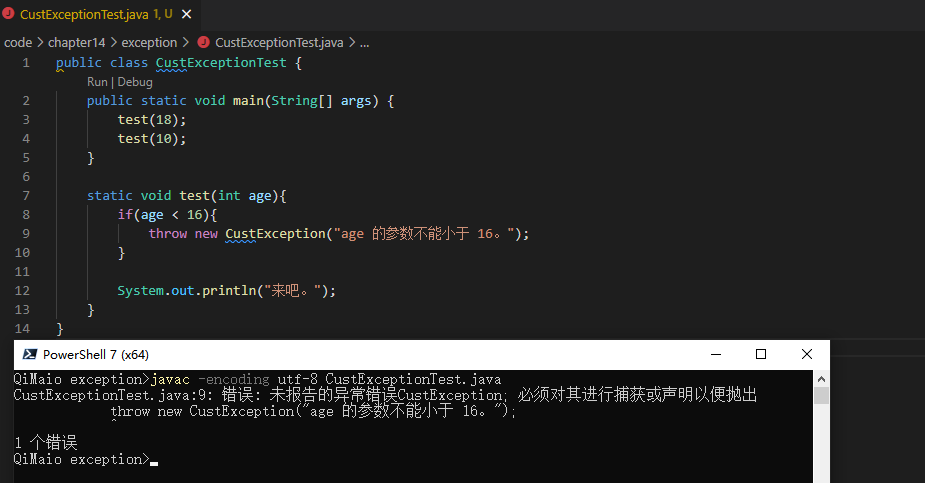 CustExceptionTest.java 1, U
code > chapter14 > exception > CustExceptionTest.java > ...
1 public class CustExceptionTest {
Run | Debug
2 public static void main(String[] args) {
3 test(18);
4 test(10);
5 }
6
7 static void test(int age){
8 if(age < 16){
9 throw new CustException("age 的参数不能小于 16。");
10 }
11
12 System.out.println("来吧。");
13 }
14 }
PowerShell 7 (x64)
QiMaio exception>javac -encoding utf-8 CustExceptionTest.java
CustExceptionTest.java:9: 错误: 未报告的异常错误CustException; 必须对其进行捕获或声明以便抛出
throw new CustException("age 的参数不能小于 16。");
^
1 个错误
QiMaio exception>